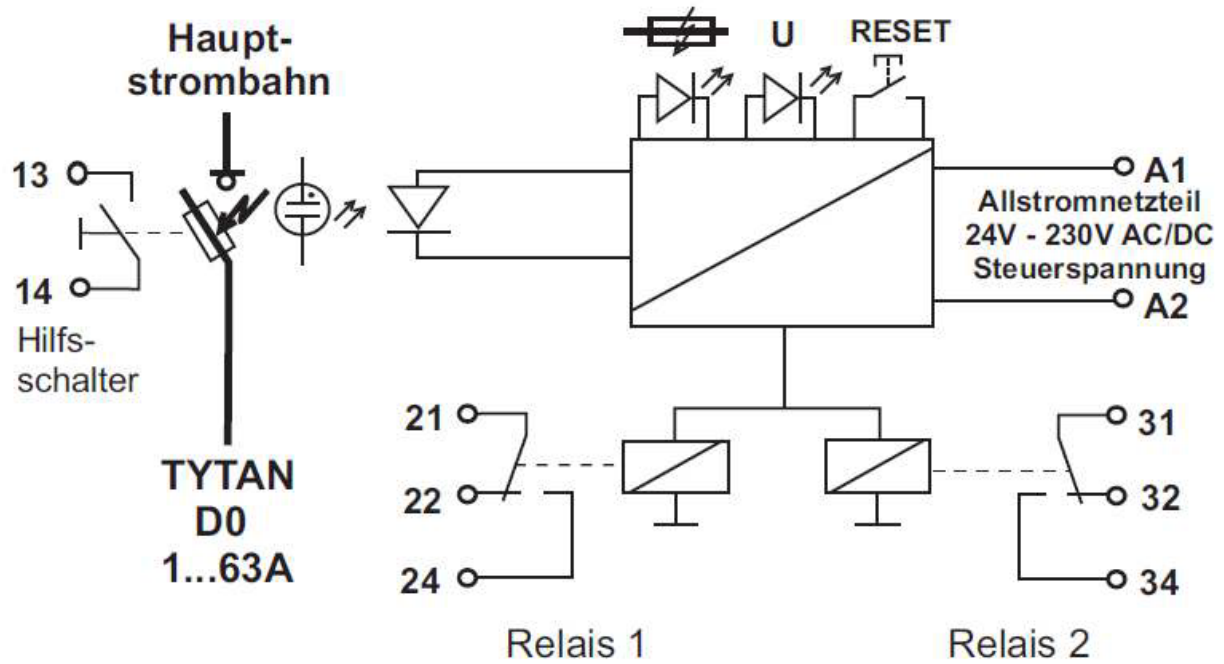 Haupt-
strombahn
U
RESET
13
14
Hilfs-
schalter
A1
Allstromnetzteil
24V - 230V AC/DC
Steuerspannung
A2
TYTAN
D0
1...63A
21
22
24
31
32
34
Relais 1
Relais 2